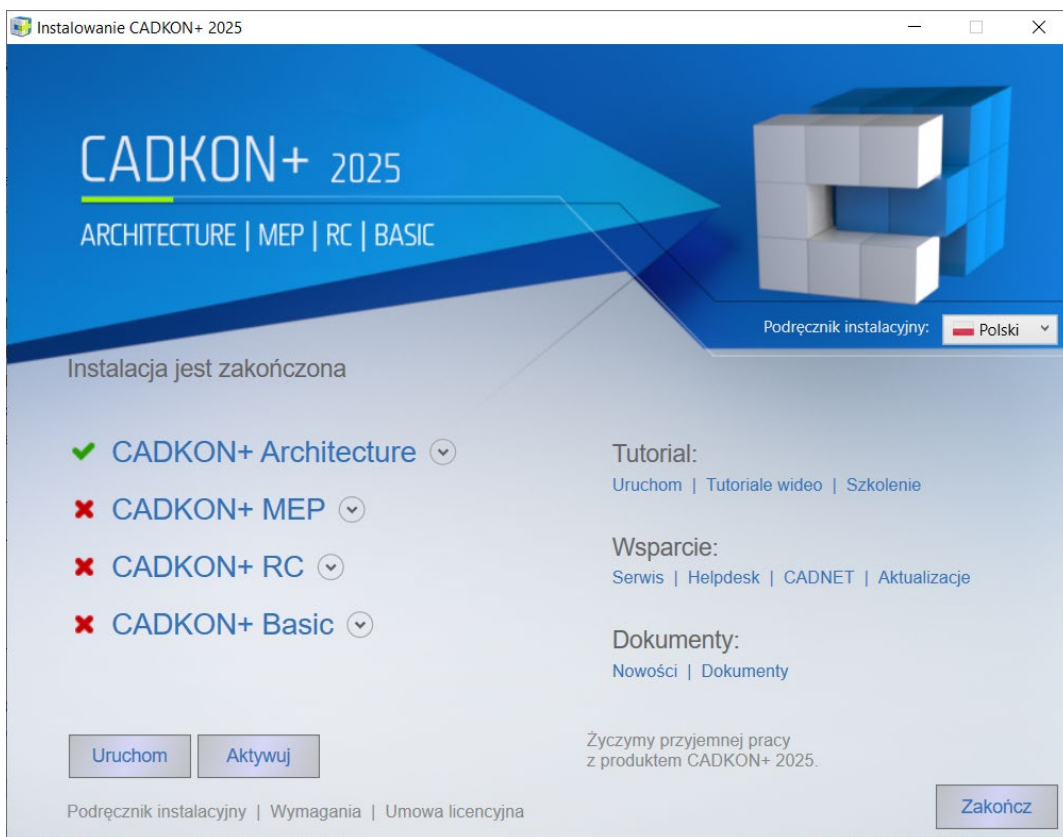 Instalowanie CADKON+ 2025
CADKON+ 2025
ARCHITECTURE | MEP | RC | BASIC
Podręcznik instalacyjny: Polski
Instalacja jest zakończona
CADKON+ Architecture
CADKON+ MEP
CADKON+ RC
CADKON+ Basic
Tutorial:
Uruchom | Tutoriale wideo | Szkolenie
Wsparcie:
Serwis | Helpdesk | CADNET | Aktualizacje
Dokumenty:
Nowości | Dokumenty
Uruchom Aktywuj
Podręcznik instalacyjny | Wymagania | Umowa licencyjna
Życzymy przyjemnej pracy
z produktem CADKON+ 2025.
Zakończ